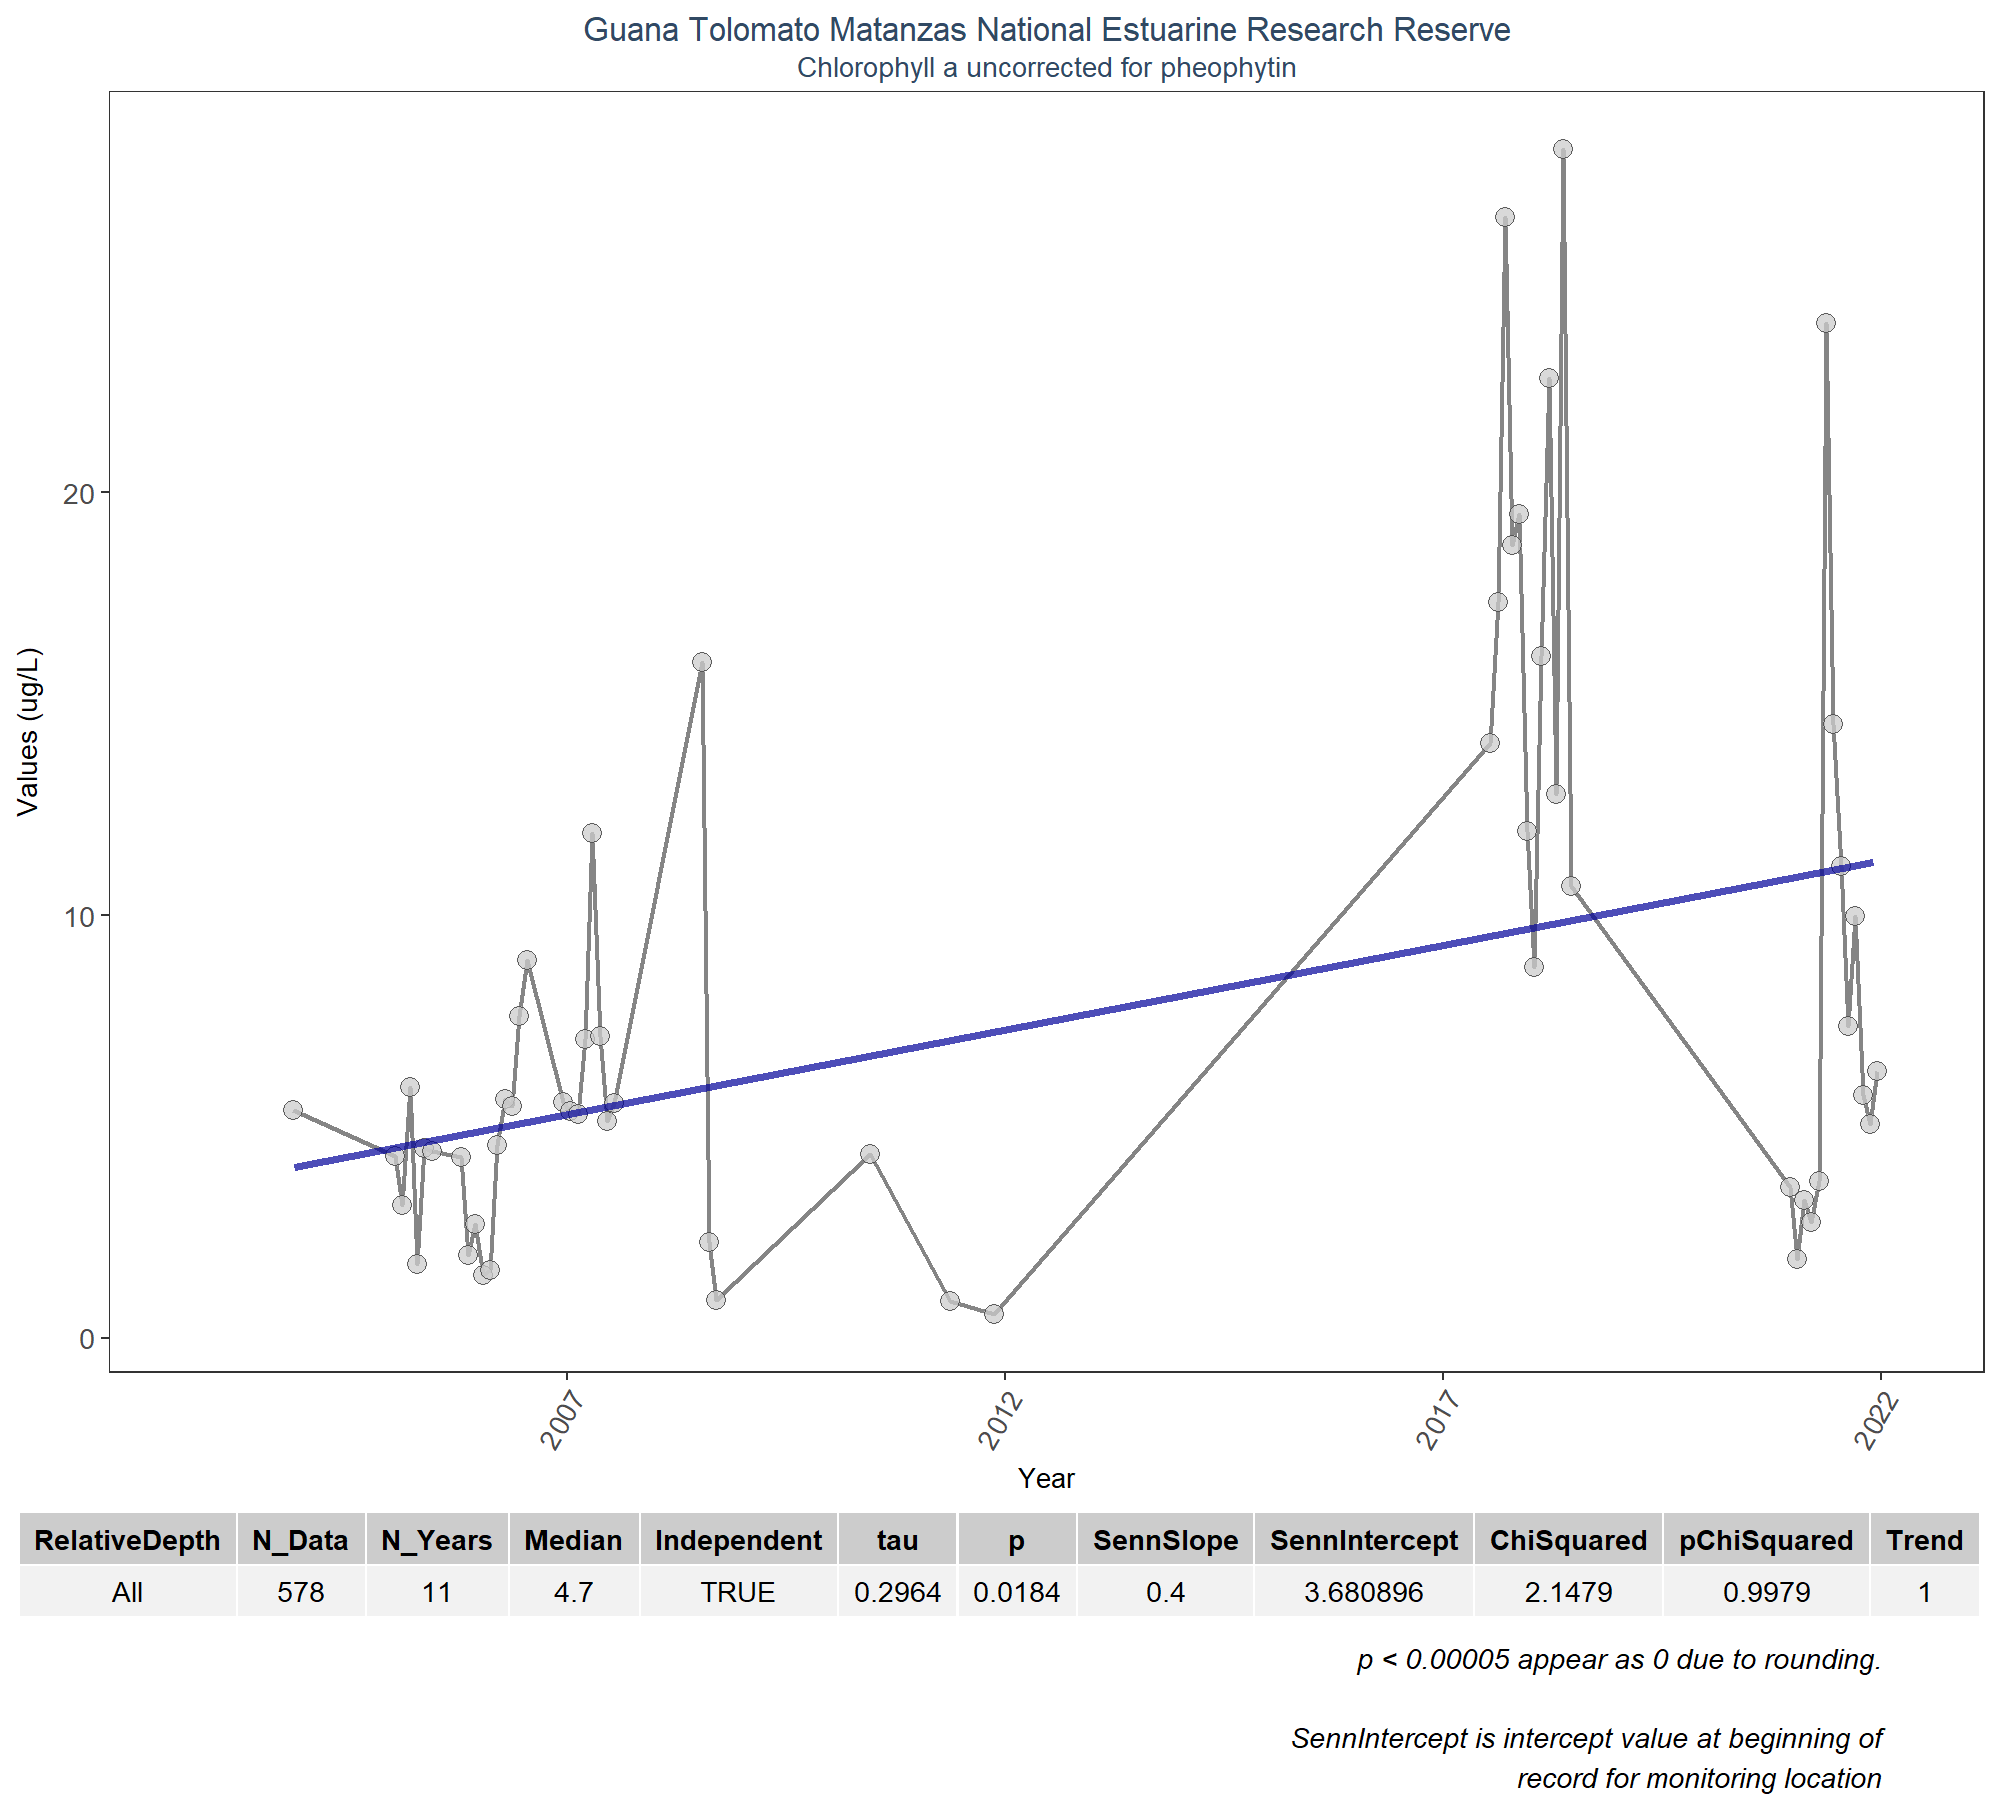 Guana Tolomato Matanzas National Estuarine Research Reserve
Chlorophyll a uncorrected for pheophytin
Values (ug/L)
20
10
0
2007
2012
2017
2022
Year
RelativeDepth N_Data N_Years Median Independent tau p SennSlope SennIntercept ChiSquared pChiSquared Trend
All 578 11 4.7 TRUE 0.2964 0.0184 0.4 3.680896 2.1479 0.9979 1
p < 0.00005 appear as 0 due to rounding.
SennIntercept is intercept value at beginning of
record for monitoring location